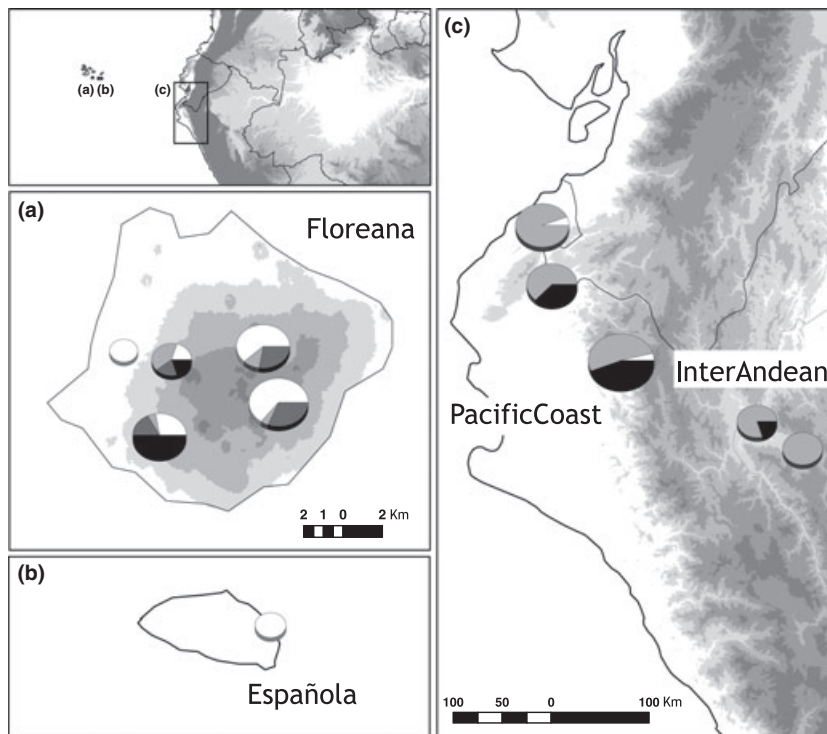 (a) (b) (c)
(a)
Floreana
2 1 0 2 Km
(b)
Española
(c)
InterAndean
PacificCoast
100 50 0 100 Km